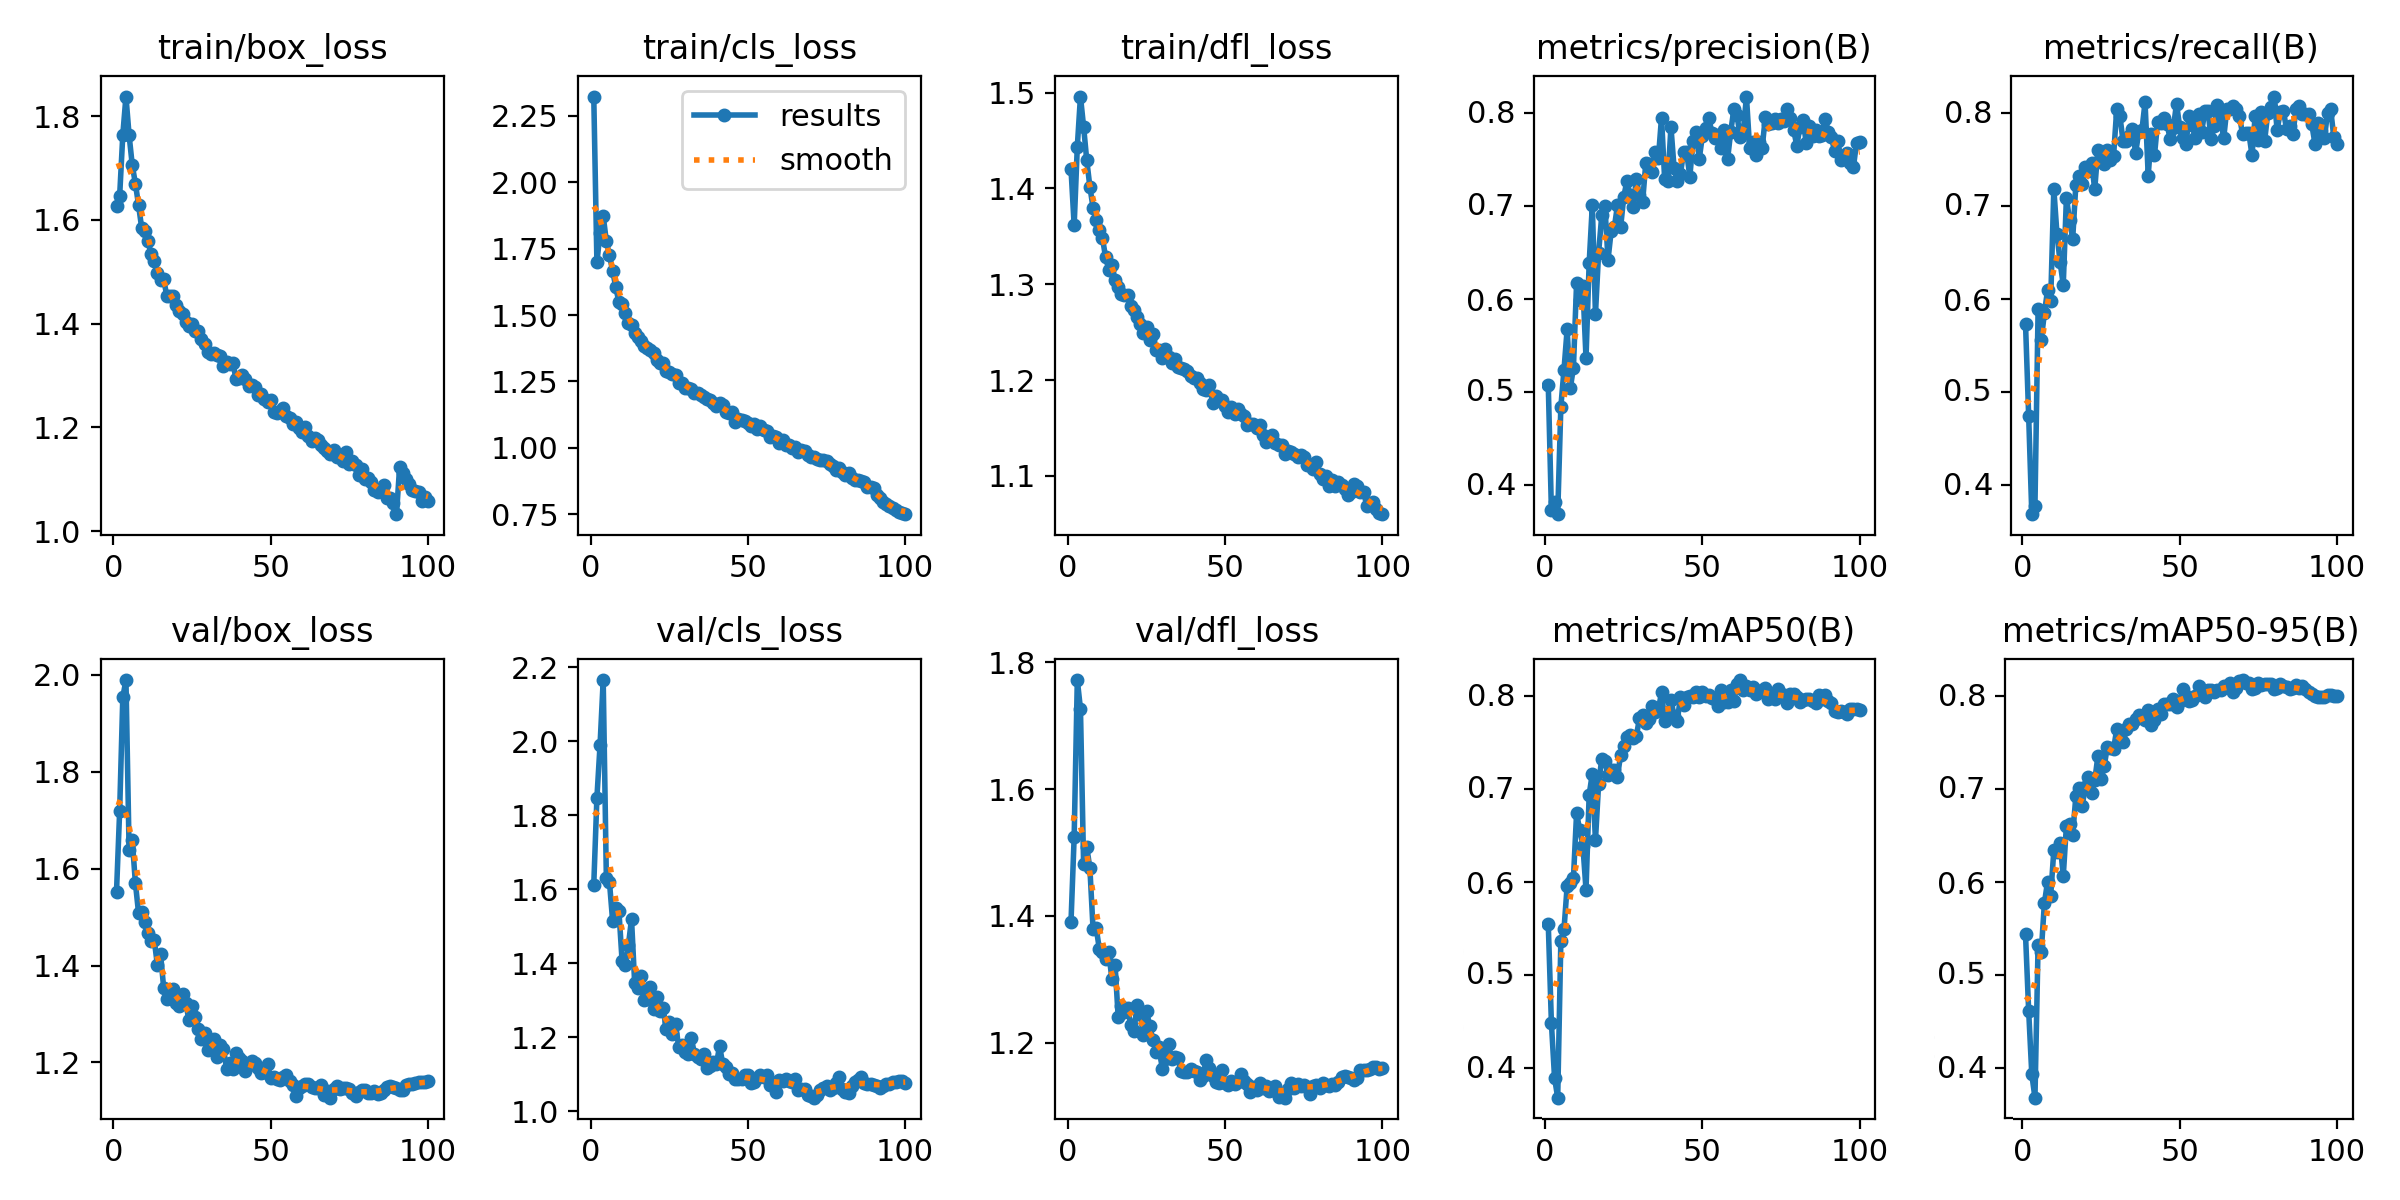 train/box_loss
1.8
1.6
1.4
1.2
1.0
0 50 100
train/cls_loss
results
smooth
2.25
2.00
1.75
1.50
1.25
1.00
0.75
0 50 100
train/dfl_loss
1.5
1.4
1.3
1.2
1.1
0 50 100
metrics/precision(B)
0.8
0.7
0.6
0.5
0.4
0 50 100
metrics/recall(B)
0.8
0.7
0.6
0.5
0.4
0 50 100
val/box_loss
2.0
1.8
1.6
1.4
1.2
0 50 100
val/cls_loss
2.2
2.0
1.8
1.6
1.4
1.2
1.0
0 50 100
val/dfl_loss
1.8
1.6
1.4
1.2
0 50 100
metrics/mAP50(B)
0.8
0.7
0.6
0.5
0.4
0 50 100
metrics/mAP50-95(B)
0.8
0.7
0.6
0.5
0.4
0 50 100